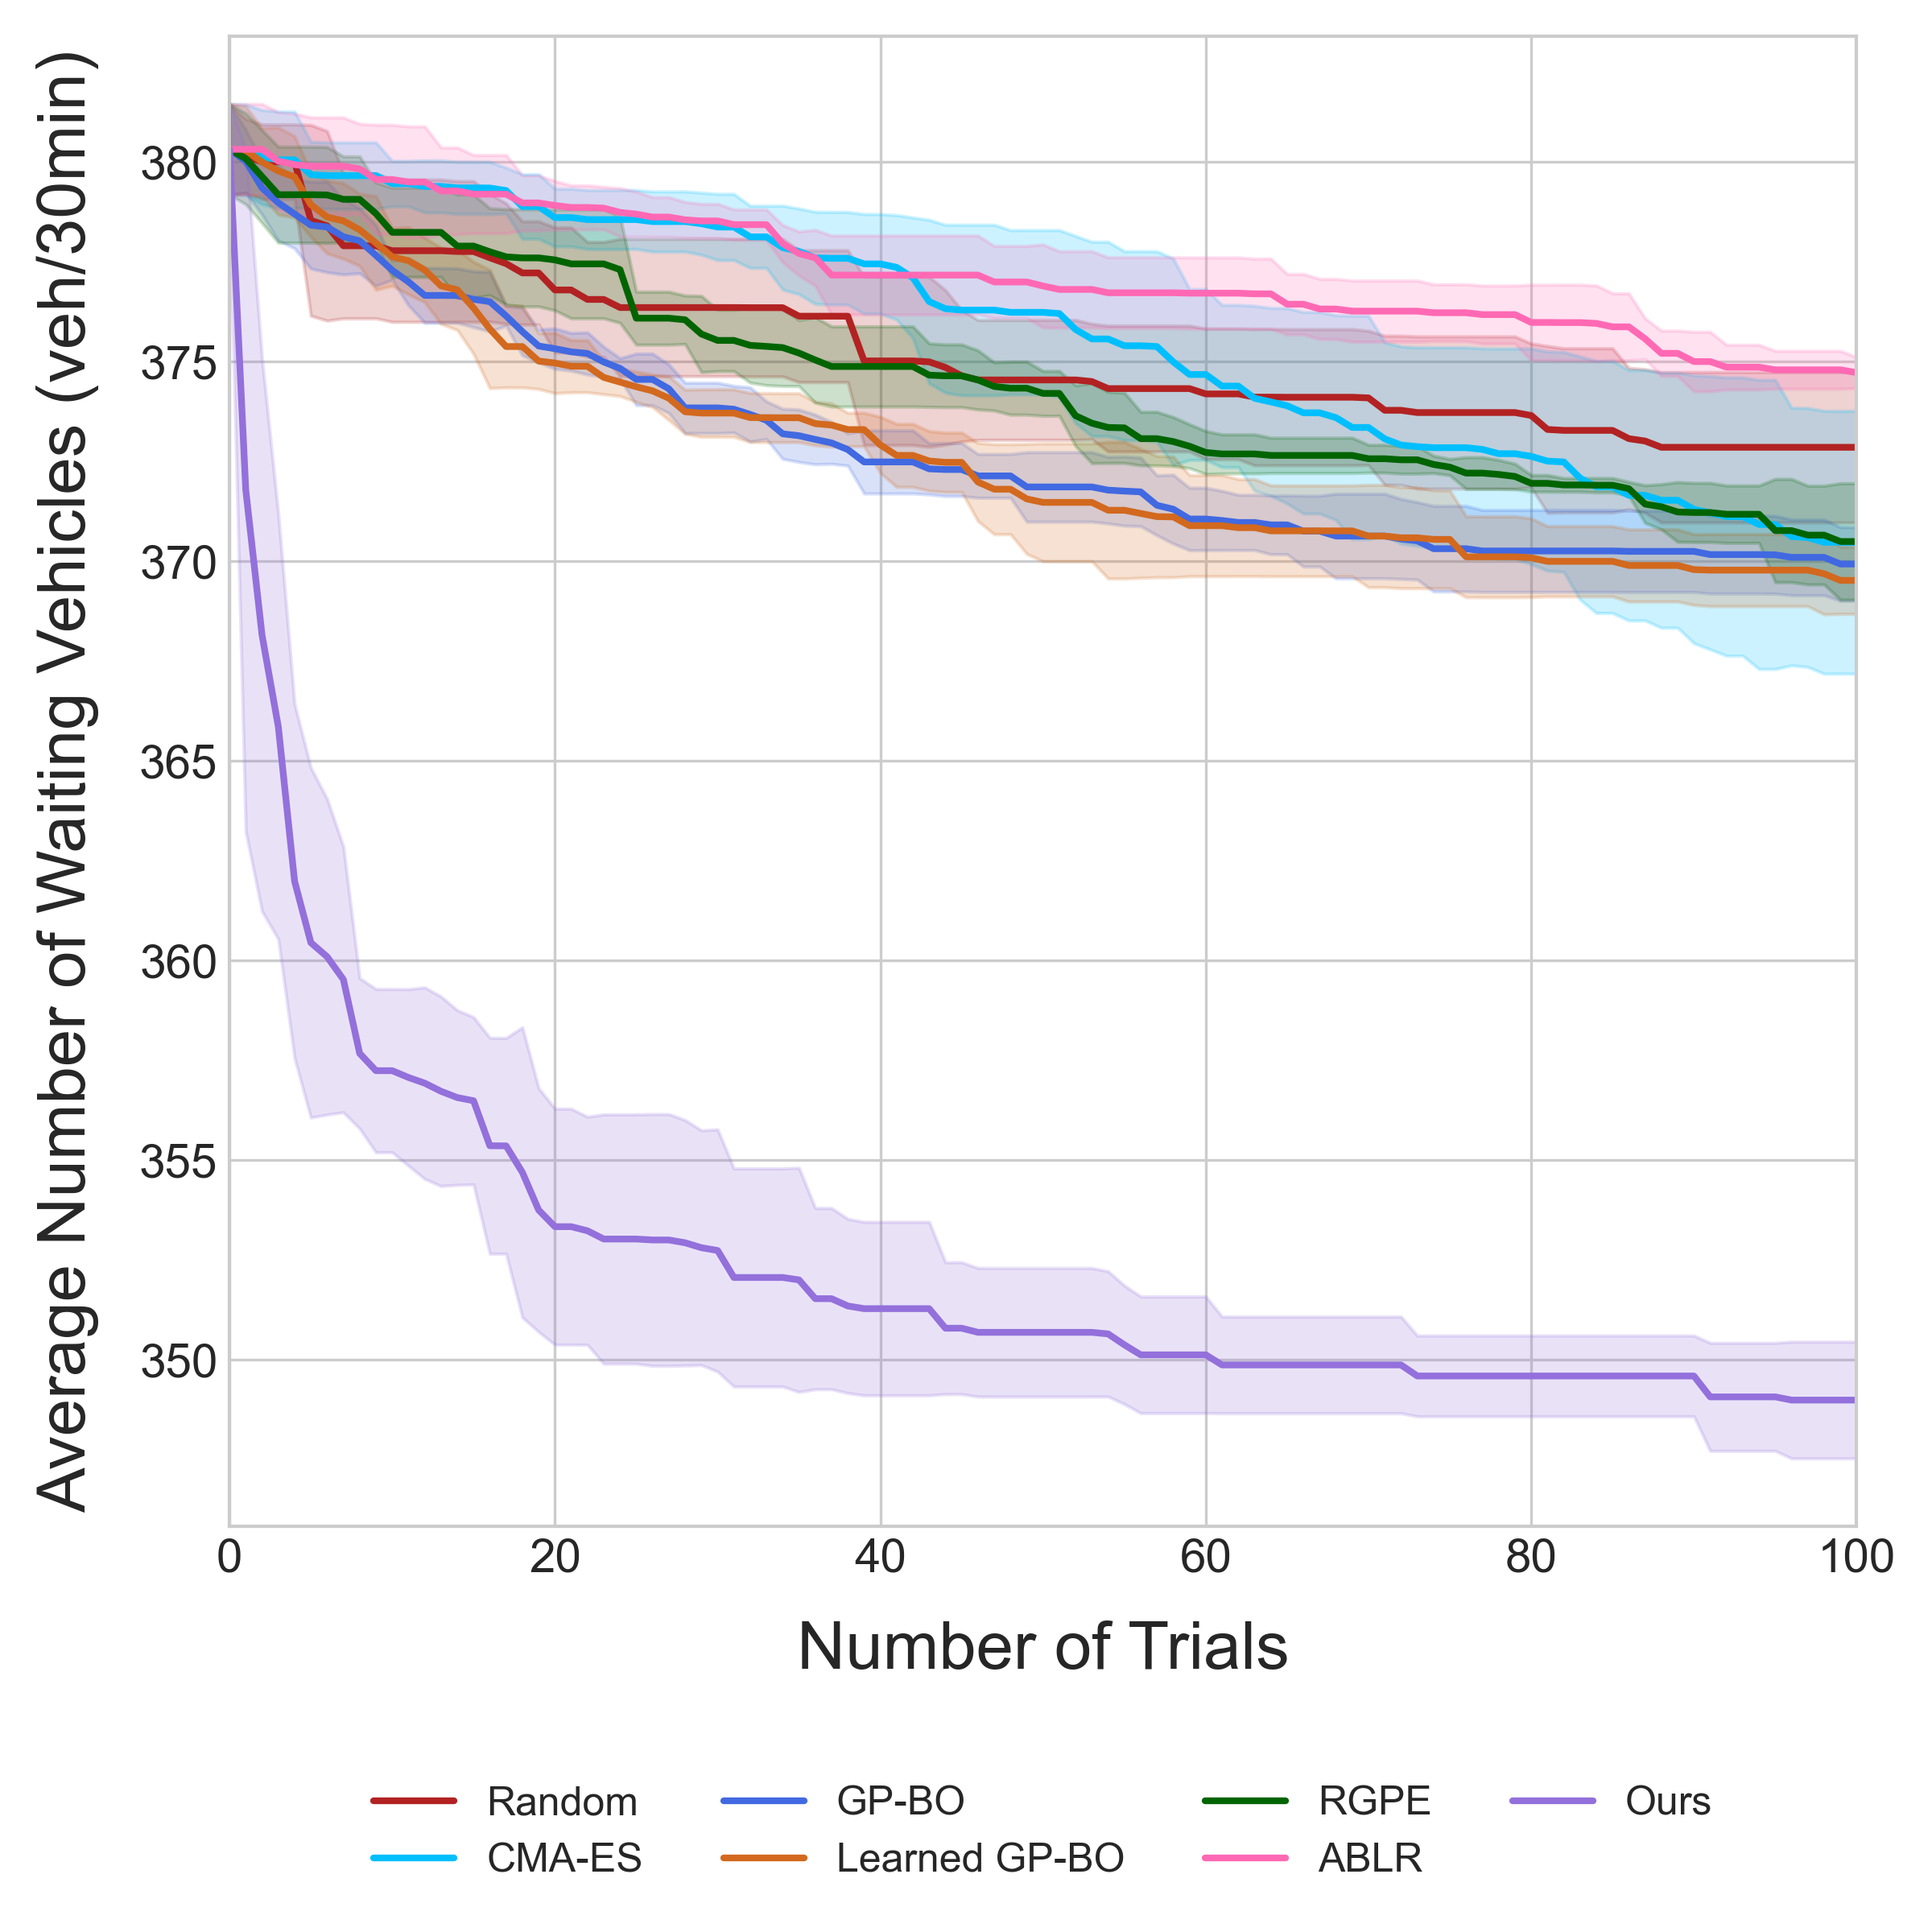 Average Number of Waiting Vehicles (veh/30min)
380
375
370
365
360
355
350
0 20 40 60 80 100
Number of Trials
Random GP-BO RGPE Ours
CMA-ES Learned GP-BO ABLR